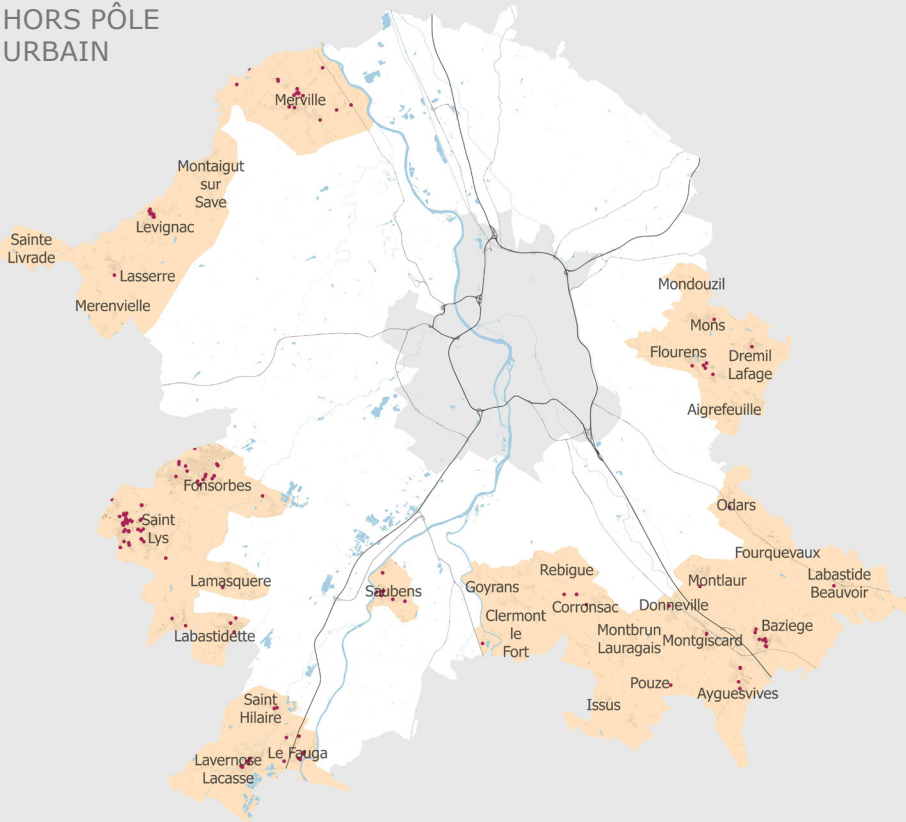 HORS PÔLE
URBAIN
Merville
Montaigut
sur
Save
Levignac
Sainte
Livrade
Lasserre
Merenvielle
Mondouzil
Mons
Flourens
Dremil
Lafage
Aigrefeuille
Fonsorbes
Saint
Lys
Lamasquere
Labastidette
Saubens
Goyrans
Rebigue
Clermont
le
Fort
Corronsac
Odars
Fourquevaux
Montlaur
Labastide
Beauvoir
Donneville
Montbrun
Lauragais
Montgiscard
Baziege
Pouze
Ayguesvives
Issus
Saint
Hilaire
Le Fauga
Lavernose
Lacasse